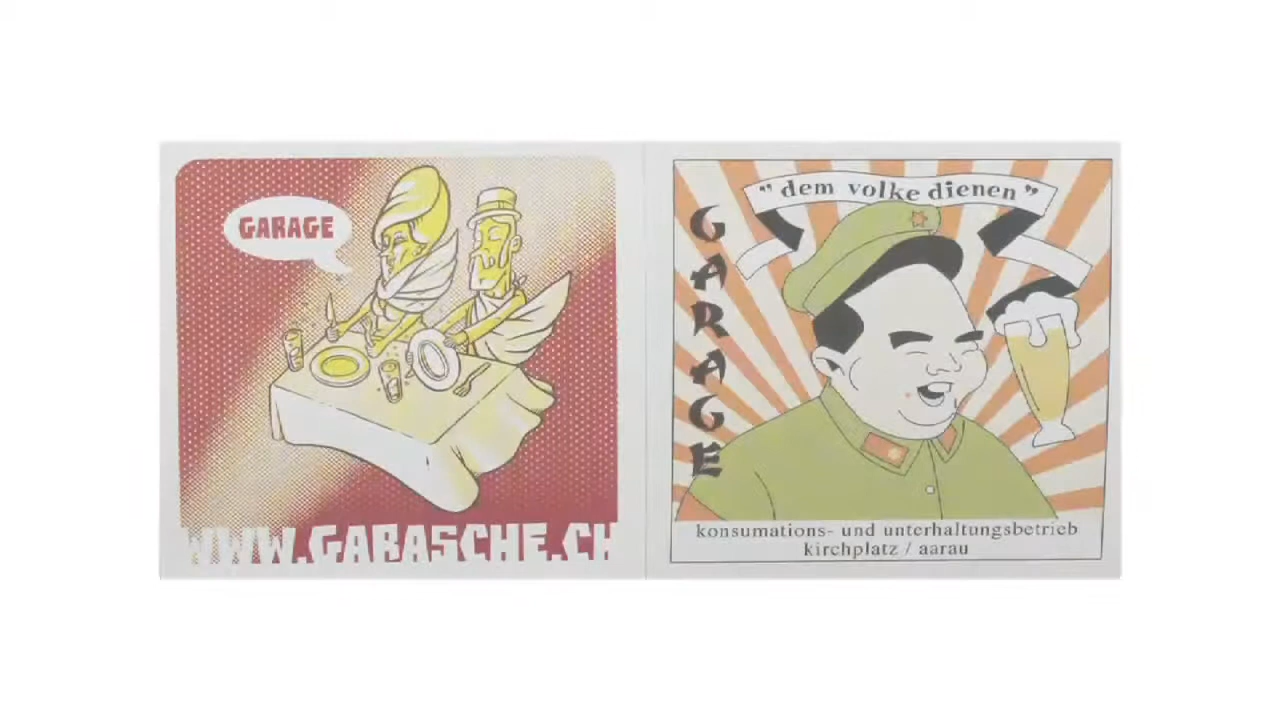 GARAGE
WWW.GARASCHE.CH
" dem volke dienen "
GARAGE
konsumations- und unterhaltungsbetrieb
kirchplatz / aarau